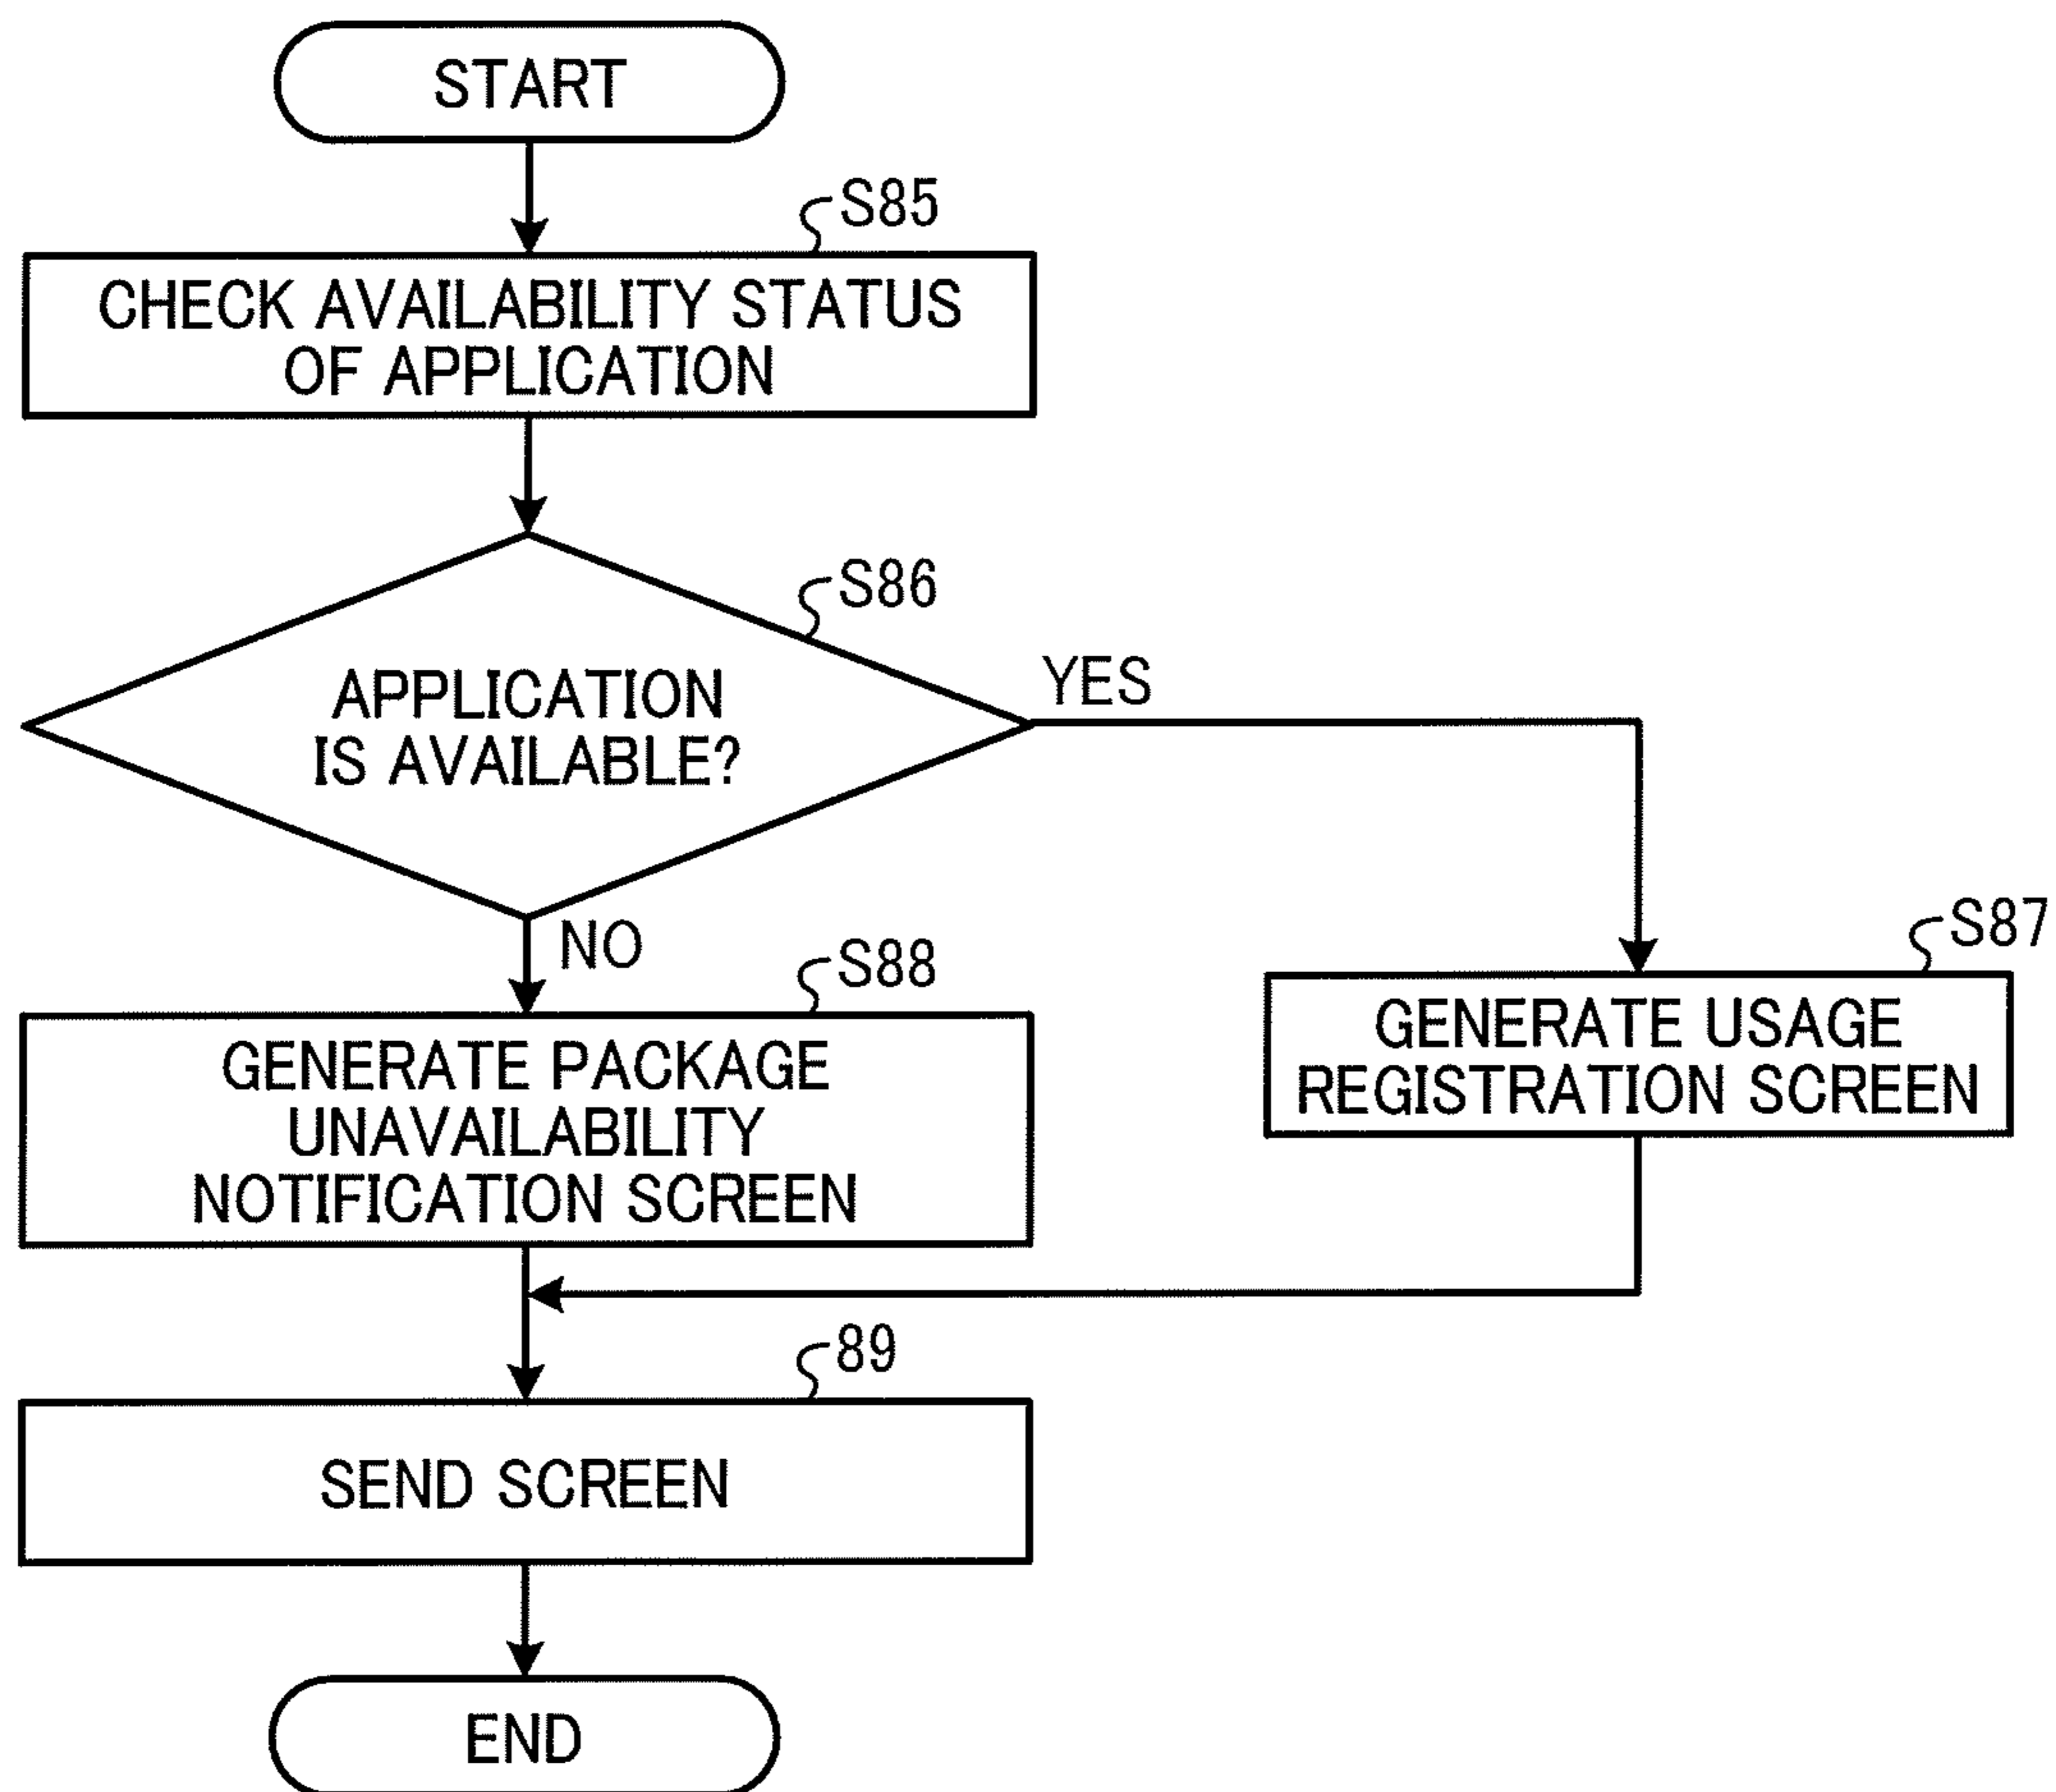 START
S85
CHECK AVAILABILITY STATUS
OF APPLICATION
S86
APPLICATION
IS AVAILABLE?
YES
NO
S87
GENERATE USAGE
REGISTRATION SCREEN
S88
GENERATE PACKAGE
UNAVAILABILITY
NOTIFICATION SCREEN
89
SEND SCREEN
END